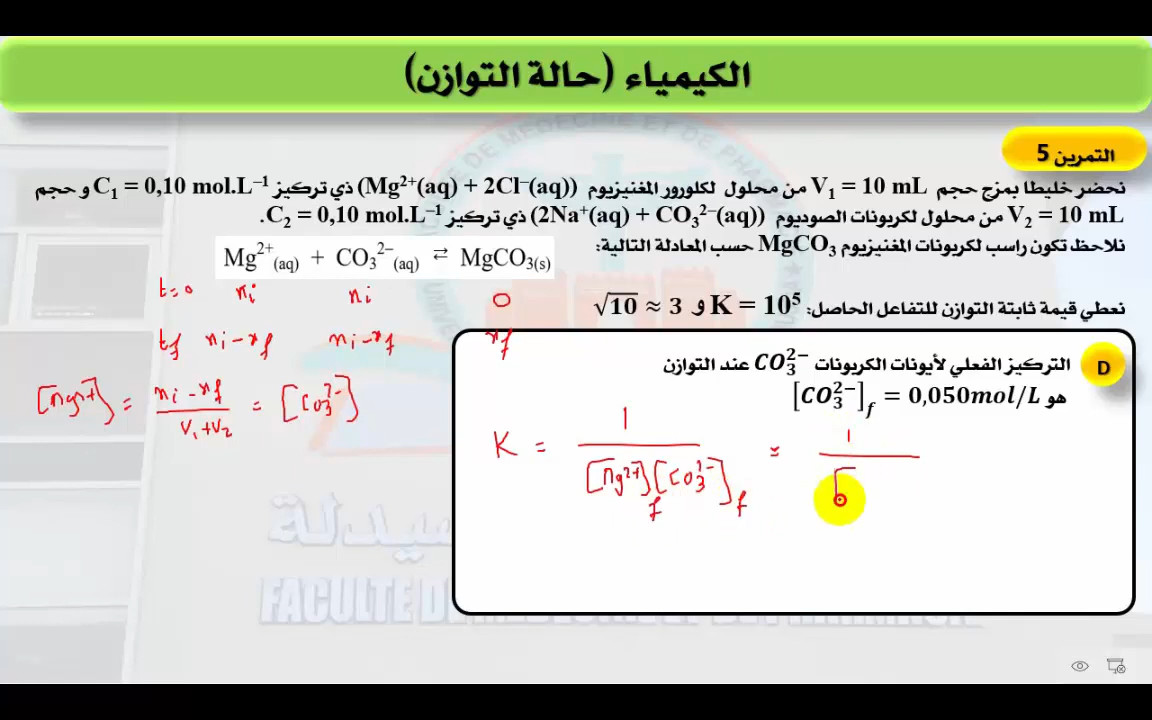 الكيمياء (حالة التوازن)
التمرين 5
نحضر خليطا بمزج حجم V₁ = 10 mL من محلول لكلورور المغنيزيوم (Mg²⁺(aq) + 2Cl⁻(aq)) ذي تركيز C₁ = 0,10 mol.L⁻¹ و حجم
V₂ = 10 mL من محلول لكربونات الصوديوم (2Na⁺(aq) + CO₃²⁻(aq)) ذي تركيز C₂ = 0,10 mol.L⁻¹.
نلاحظ تكون راسب لكربونات المغنيزيوم MgCO₃ حسب المعادلة التالية:
Mg²⁺(aq) + CO₃²⁻(aq) ⇄ MgCO₃(s)
t=0 ni ni 0
نعطي قيمة ثابتة التوازن للتفاعل الحاصل: K = 10⁵ و √10 ≈ 3
tf ni-xf ni-xf xf
D
التركيز الفعلي لأيونات الكربونات CO₃²⁻ عند التوازن
هو [CO₃²⁻]f = 0,050mol/L
[Mg²⁺] = ni-xf / V₁+V₂ = [CO₃²⁻]
K = 1 / [Mg²⁺]f [CO₃²⁻]f = 1 / [
FACULTE DE